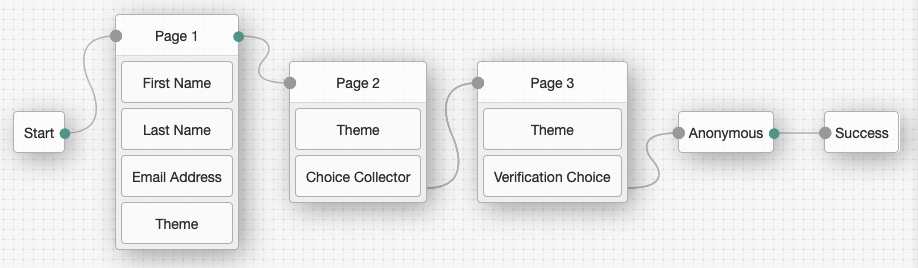 Start
Page 1
First Name
Last Name
Email Address
Theme
Page 2
Theme
Choice Collector
Page 3
Theme
Verification Choice
Anonymous
Success